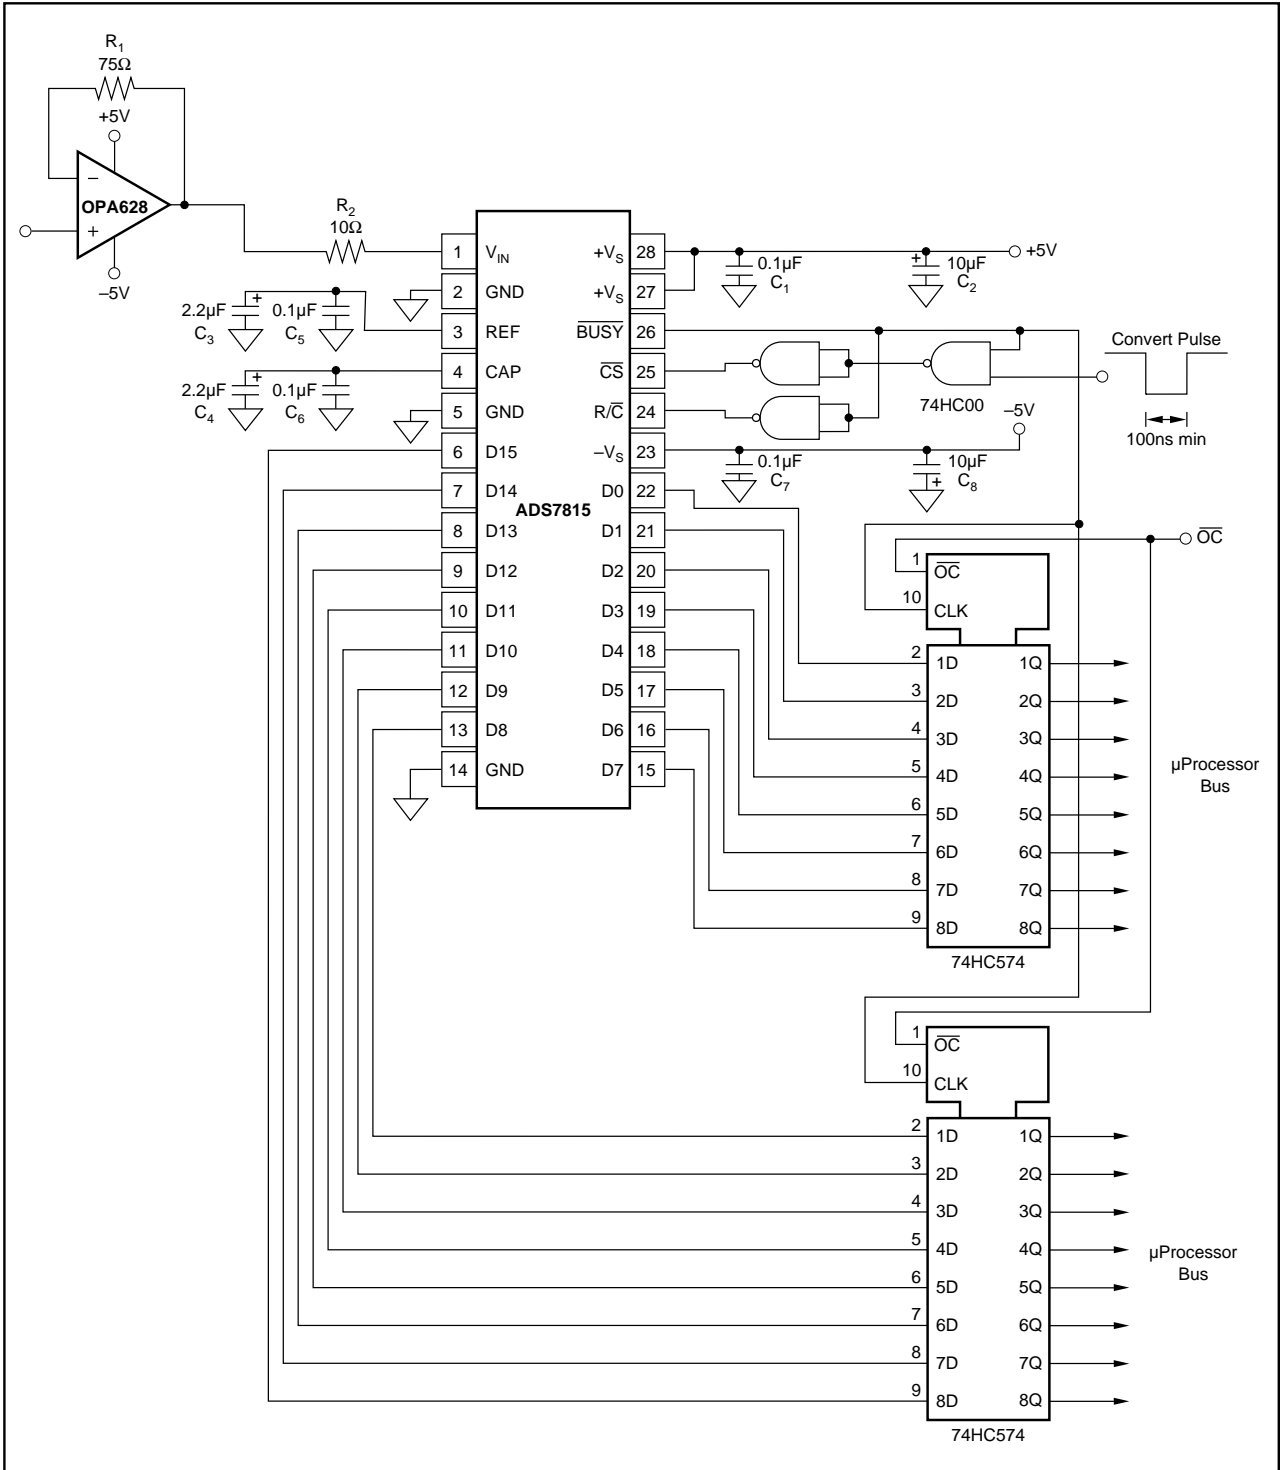 R1
75Ω
+5V
–
OPA628
+
–5V
R2
10Ω
1 VIN +VS 28
2 GND +VS 27
3 REF B̅U̅S̅Y̅ 26
4 CAP C̅S̅ 25
5 GND R/C̅ 24
6 D15 –VS 23
7 D14 D0 22
ADS7815
8 D13 D1 21
9 D12 D2 20
10 D11 D3 19
11 D10 D4 18
12 D9 D5 17
13 D8 D6 16
14 GND D7 15
2.2µF +
C3
0.1µF
C5
2.2µF +
C4
0.1µF
C6
0.1µF
C1
+ 10µF
C2
+5V
Convert Pulse
100ns min
74HC00
–5V
0.1µF
C7
10µF
+ C8
O̅C̅
1 O̅C̅
10 CLK
2 1D 1Q
3 2D 2Q
4 3D 3Q
5 4D 4Q
6 5D 5Q
7 6D 6Q
8 7D 7Q
9 8D 8Q
74HC574
µProcessor
Bus
1 O̅C̅
10 CLK
2 1D 1Q
3 2D 2Q
4 3D 3Q
5 4D 4Q
6 5D 5Q
7 6D 6Q
8 7D 7Q
9 8D 8Q
74HC574
µProcessor
Bus